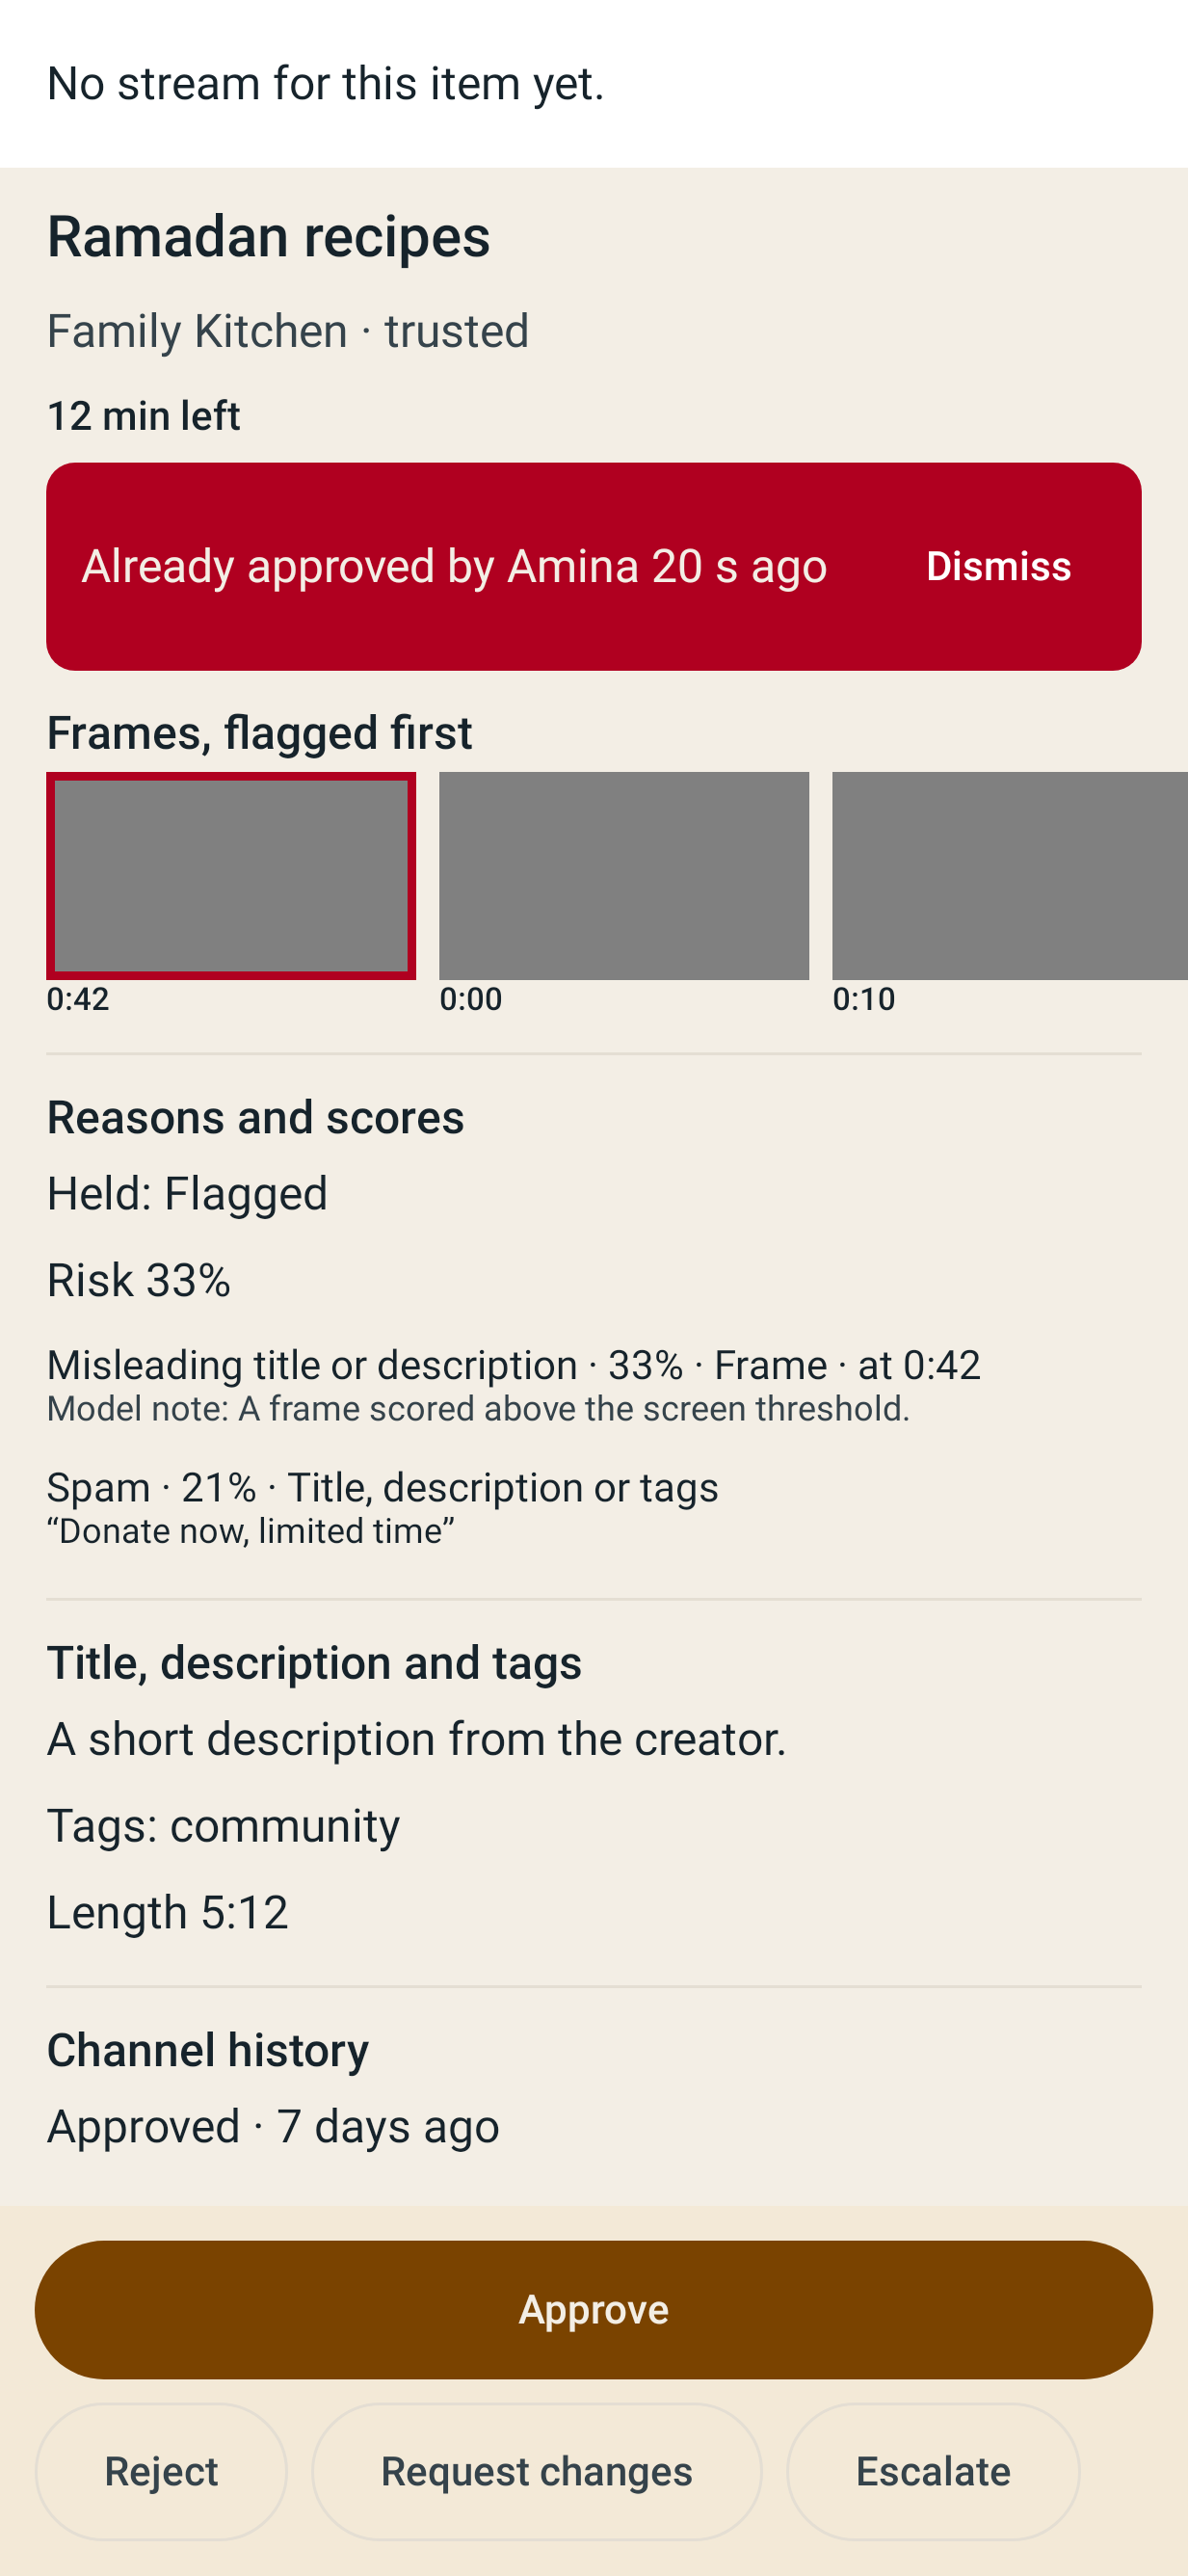 No stream for this item yet.
Ramadan recipes
Family Kitchen · trusted
12 min left
Already approved by Amina 20 s ago
Dismiss
Frames, flagged first
0:42
0:00
0:10
Reasons and scores
Held: Flagged
Risk 33%
Misleading title or description · 33% · Frame · at 0:42
Model note: A frame scored above the screen threshold.
Spam · 21% · Title, description or tags
“Donate now, limited time”
Title, description and tags
A short description from the creator.
Tags: community
Length 5:12
Channel history
Approved · 7 days ago
Approve
Reject
Request changes
Escalate